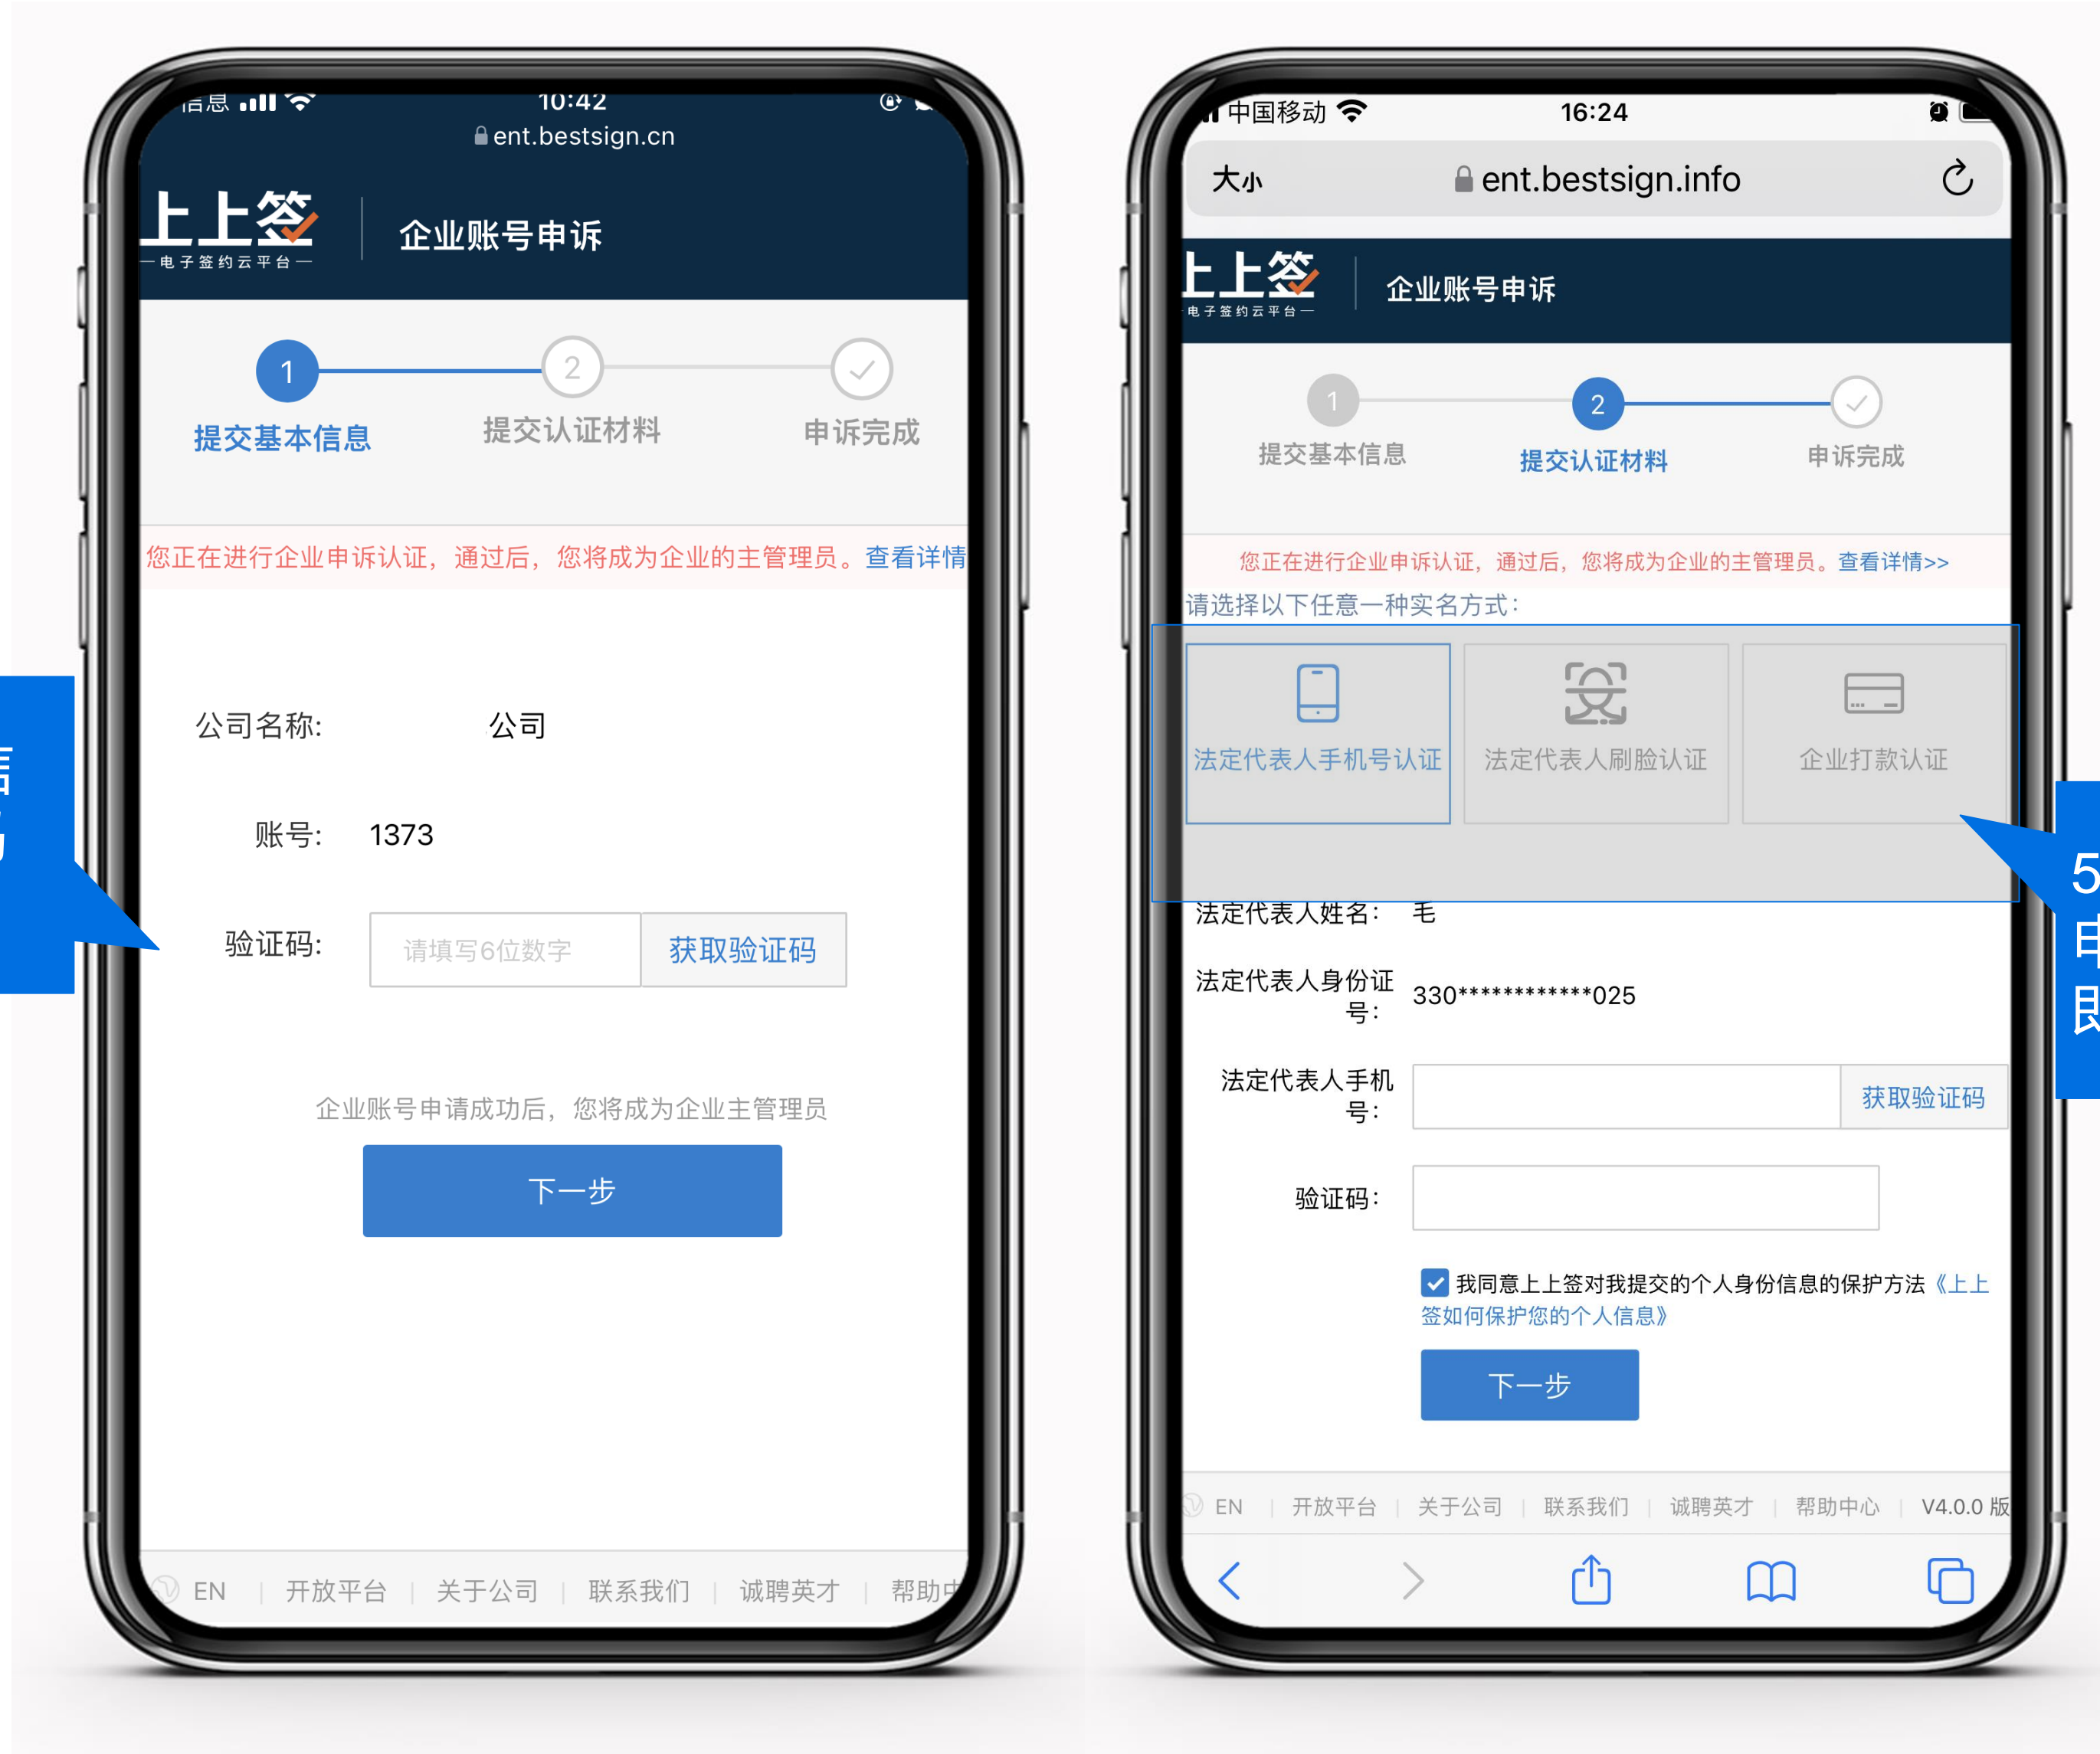 信息
10:42
ent.bestsign.cn
上上签
电子签约云平台
企业账号申诉
1
2
提交基本信息
提交认证材料
申诉完成
您正在进行企业申诉认证，通过后，您将成为企业的主管理员。查看详情
公司名称:
公司
账号:
1373
验证码:
请填写6位数字
获取验证码
企业账号申请成功后，您将成为企业主管理员
下一步
EN
开放平台
关于公司
联系我们
诚聘英才
帮助
中国移动
16:24
大小
ent.bestsign.info
上上签
电子签约云平台
企业账号申诉
1
2
提交基本信息
提交认证材料
申诉完成
您正在进行企业申诉认证，通过后，您将成为企业的主管理员。查看详情>>
请选择以下任意一种实名方式：
法定代表人手机号认证
法定代表人刷脸认证
企业打款认证
5
法定代表人姓名：
毛
法定代表人身份证
号：
330************025
法定代表人手机
号：
获取验证码
验证码：
我同意上上签对我提交的个人身份信息的保护方法《上上
签如何保护您的个人信息》
下一步
EN
开放平台
关于公司
联系我们
诚聘英才
帮助中心
V4.0.0 版